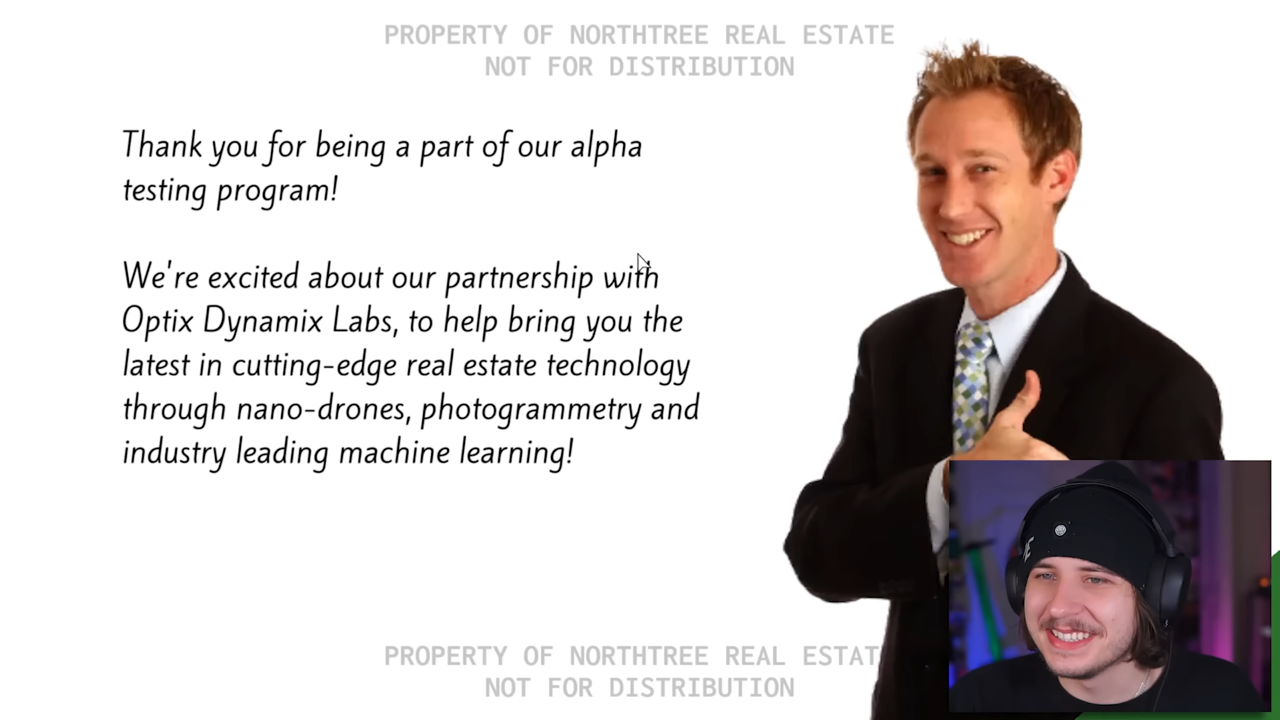 PROPERTY OF NORTHTREE REAL ESTATE
NOT FOR DISTRIBUTION
Thank you for being a part of our alpha
testing program!
We're excited about our partnership with
Optix Dynamix Labs, to help bring you the
latest in cutting-edge real estate technology
through nano-drones, photogrammetry and
industry leading machine learning!
PROPERTY OF NORTHTREE REAL ESTAT
NOT FOR DISTRIBUTION